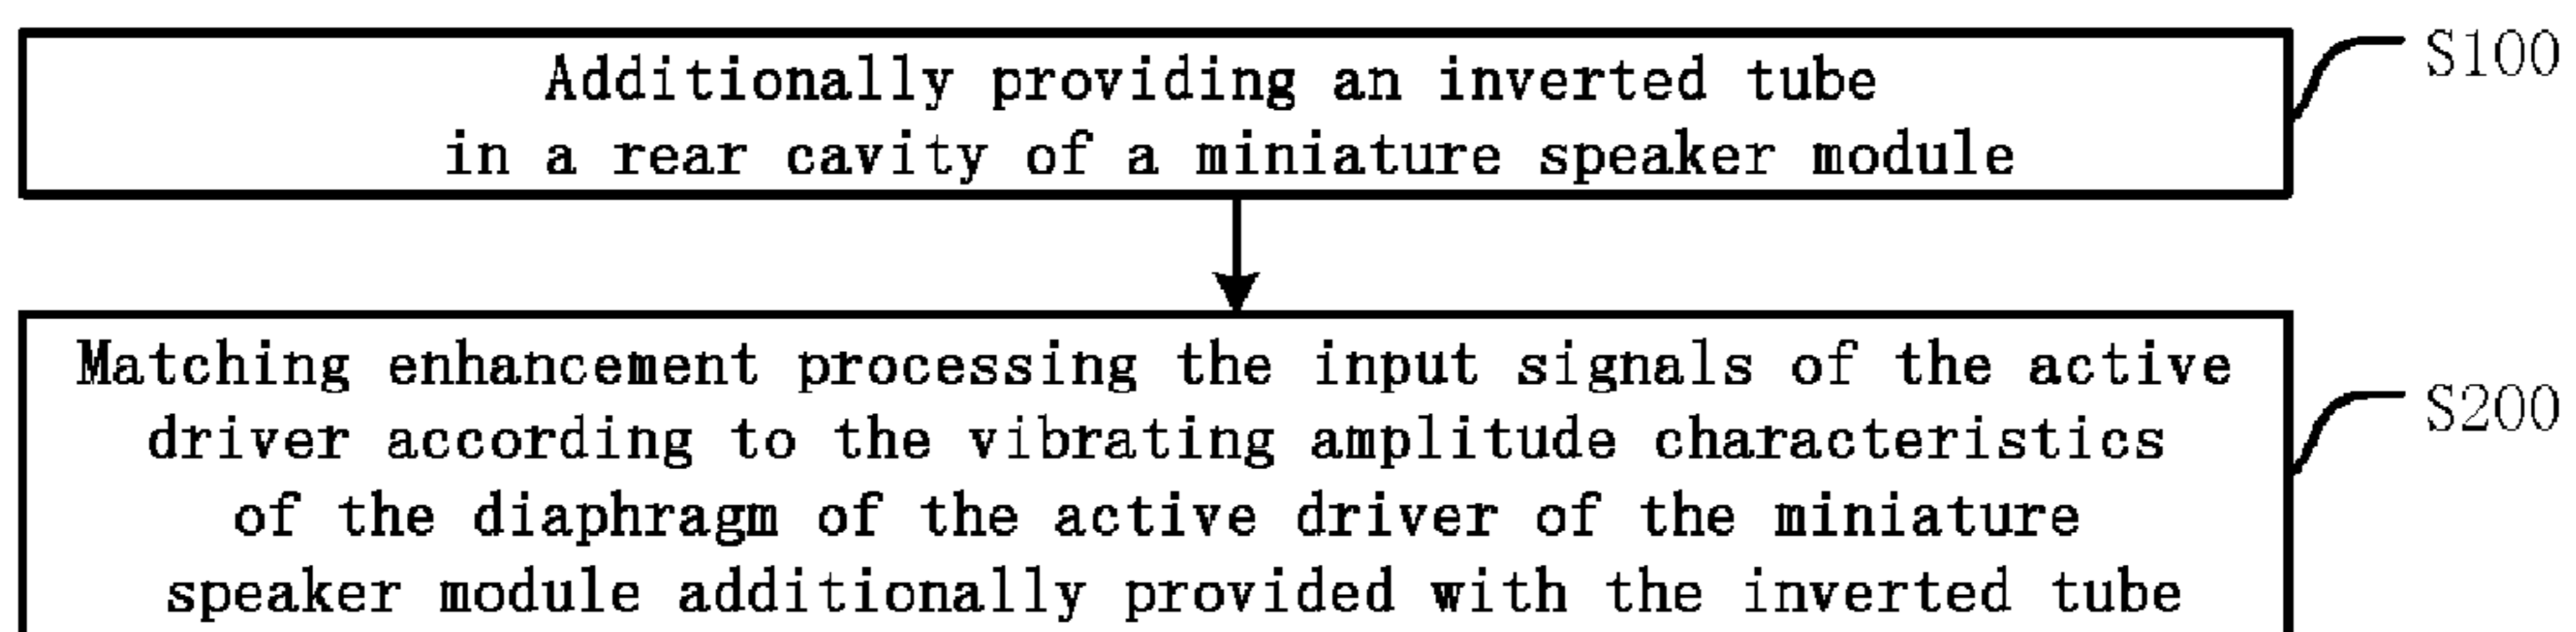 Additionally providing an inverted tube
in a rear cavity of a miniature speaker module
S100
Matching enhancement processing the input signals of the active
driver according to the vibrating amplitude characteristics
of the diaphragm of the active driver of the miniature
speaker module additionally provided with the inverted tube
S200